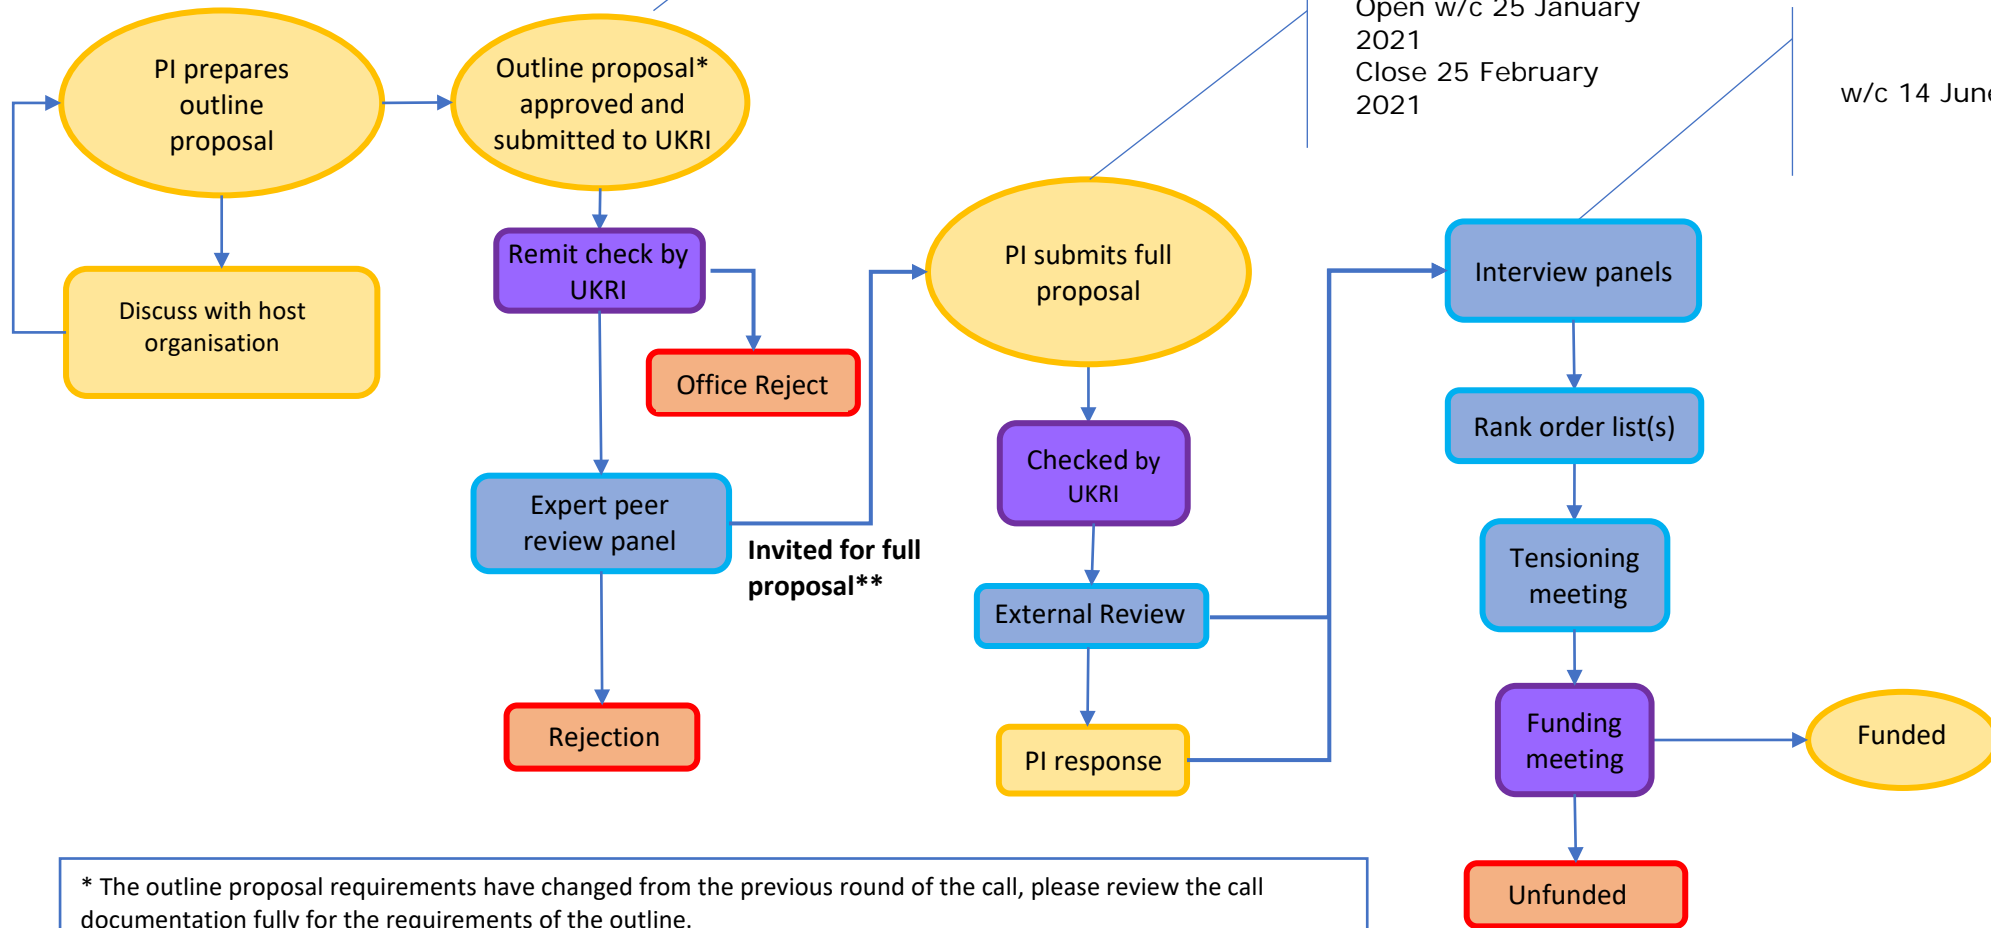 Open w/c 25 January
2021
Close 25 February
2021
w/c 14 June
PI prepares
outline
proposal
Outline proposal*
approved and
submitted to UKRI
Discuss with host
organisation
Remit check by
UKRI
Office Reject
Expert peer
review panel
Invited for full
proposal**
Rejection
PI submits full
proposal
Checked by
UKRI
External Review
PI response
Interview panels
Rank order list(s)
Tensioning
meeting
Funding
meeting
Funded
Unfunded
* The outline proposal requirements have changed from the previous round of the call, please review the call
documentation fully for the requirements of the outline.